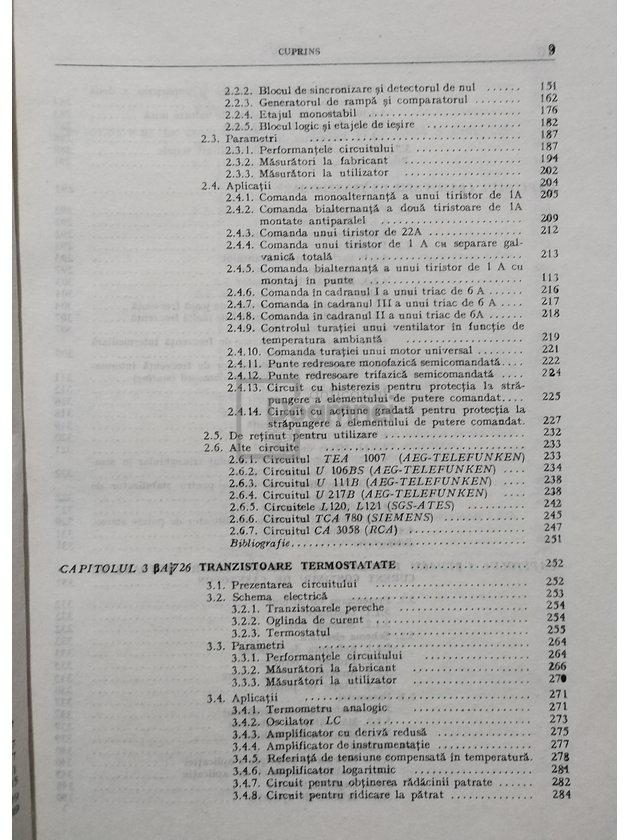 CUPRINS 9
2.2.2. Blocul de sincronizare și detectorul de nul ...... 151
2.2.3. Generatorul de rampă și comparatorul ........ 162
2.2.4. Etajul monostabil .................... 176
2.2.5. Blocul logic și etajele de ieșire ............. 182
2.3. Parametri ......................... 187
2.3.1. Performanțele circuitului .............. 187
2.3.2. Măsurători la fabricant ................ 194
2.3.3. Măsurători la utilizator ................ 202
2.4. Aplicații ............................. 204
2.4.1. Comanda monoalternanță a unui tiristor de 1A 205
2.4.2. Comanda bialternanță a două tiristoare de 1A
montate antiparalel .................... 209
2.4.3. Comanda unui tiristor de 22A ............ 212
2.4.4. Comanda unui tiristor de 1 A cu separare gal-
vanică totală ..................... 213
2.4.5. Comanda bialternanță a unui tiristor de 1 A cu
montaj în punte .................... 113
2.4.6. Comanda în cadranul I a unui triac de 6 A .... 216
2.4.7. Comanda în cadranul III a unui triac de 6 A .... 217
2.4.8. Comanda în cadranul II a unui triac de 6A .... 218
2.4.9. Controlul turației unui ventilator în funcție de
temperatura ambiantă ............... 219
2.4.10. Comanda turației unui motor universal ........ 221
2.4.11. Punte redresoare monofazică semicomandată .... 222
2.4.12. Punte redresoare trifazică semicomandată .... 224
2.4.13. Circuit cu histerezis pentru protecția la stră-
pungere a elementului de putere comandat .... 225
2.4.14. Circuit cu acțiune gradată pentru protecția la
străpungere a elementului de putere comandat. 227
2.5. De reținut pentru utilizare .................. 232
2.6. Alte circuite ......................... 233
2.6.1. Circuitul TEA 1007 (AEG-TELEFUNKEN) 233
2.6.2. Circuitul U 106BS (AEG-TELEFUNKEN) .... 234
2.6.3. Circuitul U 111B (AEG-TELEFUNKEN) .... 238
2.6.4. Circuitul U 217B (AEG-TELEFUNKEN) .... 238
2.6.5. Circuitele L120, L121 (SGS-ATES) ........ 242
2.6.6. Circuitul TCA 780 (SIEMENS) ............ 245
2.6.7. Circuitul CA 3058 (RCA) ................ 247
Bibliografie ............................ 251
CAPITOLUL 3 βA 726 TRANZISTOARE TERMOSTATATE ............ 252
3.1. Prezentarea circuitului .................. 252
3.2. Schema electrică ..................... 253
3.2.1. Tranzistoarele pereche ................ 254
3.2.2. Oglinda de curent .................... 254
3.2.3. Termostatul ..................... 255
3.3. Parametri .......................... 264
3.3.1. Performanțele circuitului ............. 264
3.3.2. Măsurători la fabricant ................ 266
3.3.3. Măsurători la utilizator ................ 270
3.4. Aplicații ............................ 271
3.4.1. Termometru analogic ................. 271
3.4.2. Oscilator LC ...................... 273
3.4.3. Amplificator cu derivă redusă ............ 275
3.4.4. Amplificator de instrumentație ............ 277
3.4.5. Referință de tensiune compensată în temperatură. 278
3.4.6. Amplificator logaritmic ................ 281
3.4.7. Circuit pentru obținerea rădăcinii patrate ...... 282
3.4.8. Circuit pentru ridicare la pătrat ............ 284